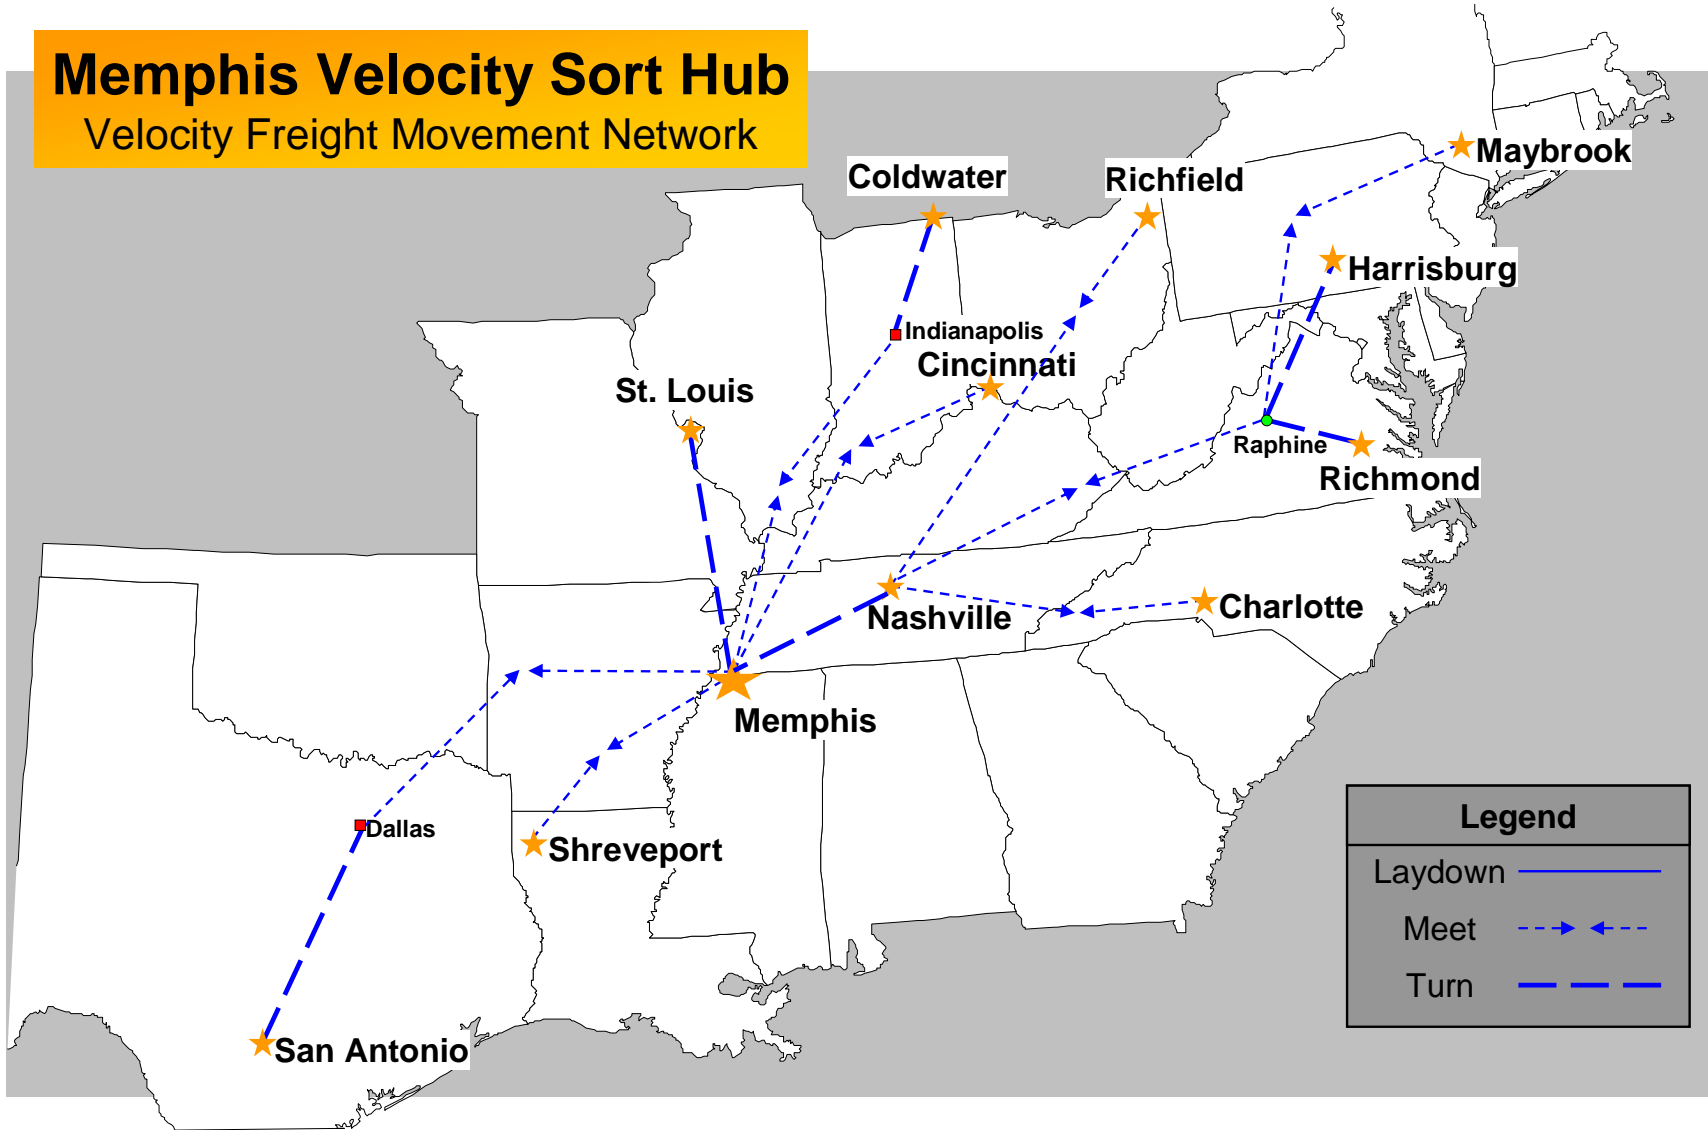 Memphis Velocity Sort Hub
Velocity Freight Movement Network
Maybrook
Coldwater
Richfield
Harrisburg
Indianapolis
Cincinnati
St. Louis
Raphine
Richmond
Nashville
Charlotte
Memphis
Dallas
Shreveport
San Antonio
Legend
Laydown
Meet
Turn